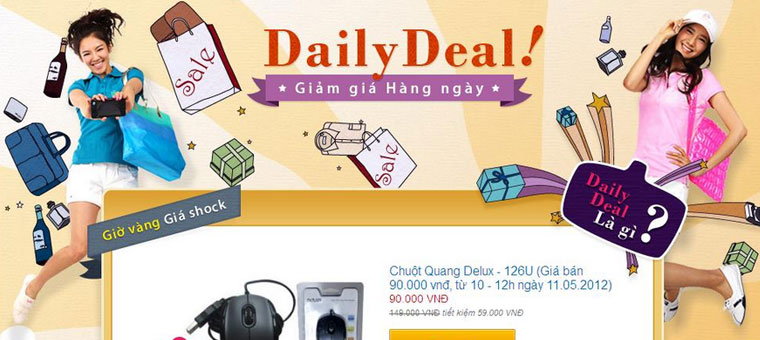 DailyDeal!
Giảm giá Hàng ngày
Sale
Sale
Daily
Deal
Là gì ?
Giờ vàng Giá shock
Chuột Quang Delux - 126U (Giá bán
90.000 vnđ, từ 10 - 12h ngày 11.05.2012)
90.000 VNĐ
149.000 VNĐ tiết kiệm 59.000 VNĐ